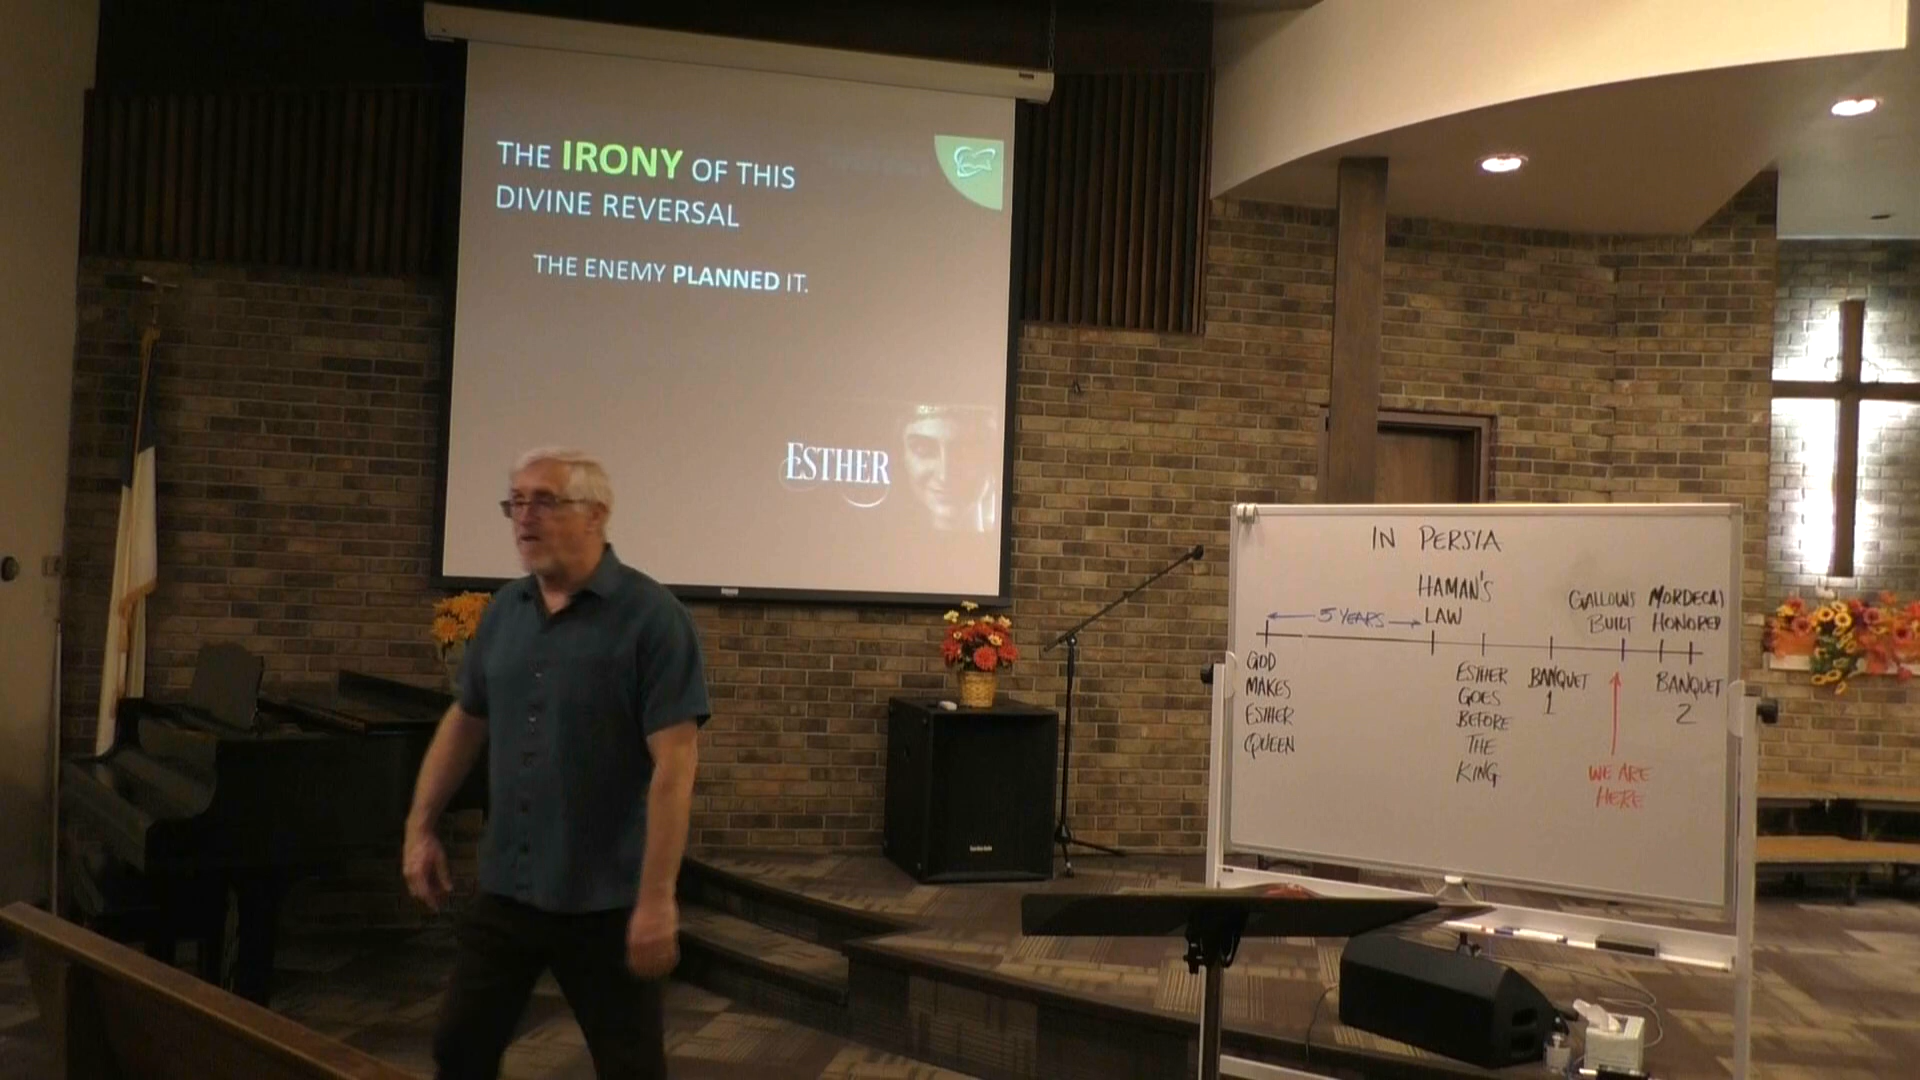 THE IRONY OF THIS
DIVINE REVERSAL
THE ENEMY PLANNED IT.
ESTHER
IN PERSIA
5 YEARS
HAMAN'S
LAW
GALLOWS
BUILT
MORDECAI
HONORED
GOD
MAKES
ESTHER
QUEEN
ESTHER
GOES
BEFORE
THE
KING
BANQUET
1
BANQUET
2
WE ARE
HERE